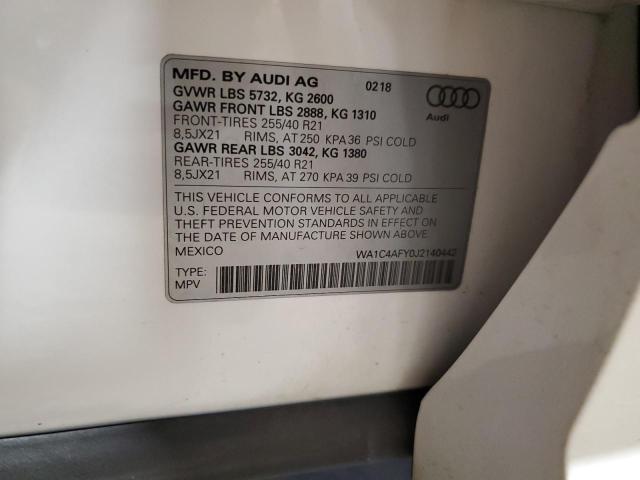 MFD. BY AUDI AG 0218
GVWR LBS 5732, KG 2600
GAWR FRONT LBS 2888, KG 1310
FRONT-TIRES 255/40 R21
8,5JX21 RIMS, AT 250 KPA 36 PSI COLD
GAWR REAR LBS 3042, KG 1380
REAR-TIRES 255/40 R21
8,5JX21 RIMS, AT 270 KPA 39 PSI COLD
Audi
THIS VEHICLE CONFORMS TO ALL APPLICABLE
U.S. FEDERAL MOTOR VEHICLE SAFETY AND
THEFT PREVENTION STANDARDS IN EFFECT ON
THE DATE OF MANUFACTURE SHOWN ABOVE
MEXICO WA1C4AFY0J2140442
TYPE:
MPV